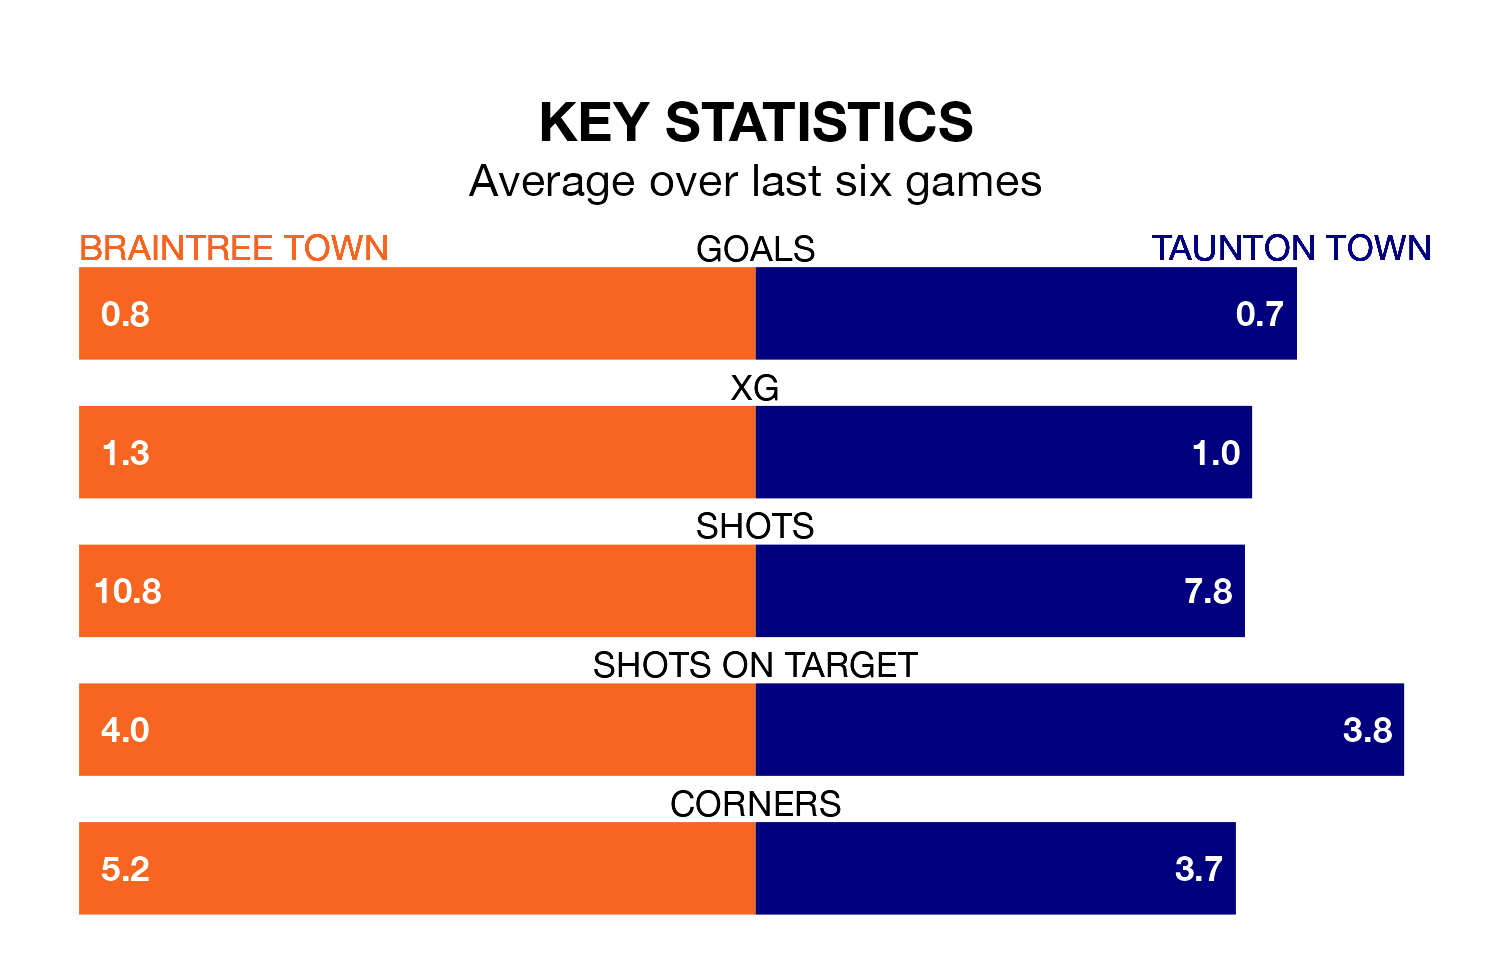 KEY STATISTICS
Average over last six games
BRAINTREE TOWN GOALS TAUNTON TOWN
0.8 0.7
XG
1.3 1.0
SHOTS
10.8 7.8
SHOTS ON TARGET
4.0 3.8
CORNERS
5.2 3.7